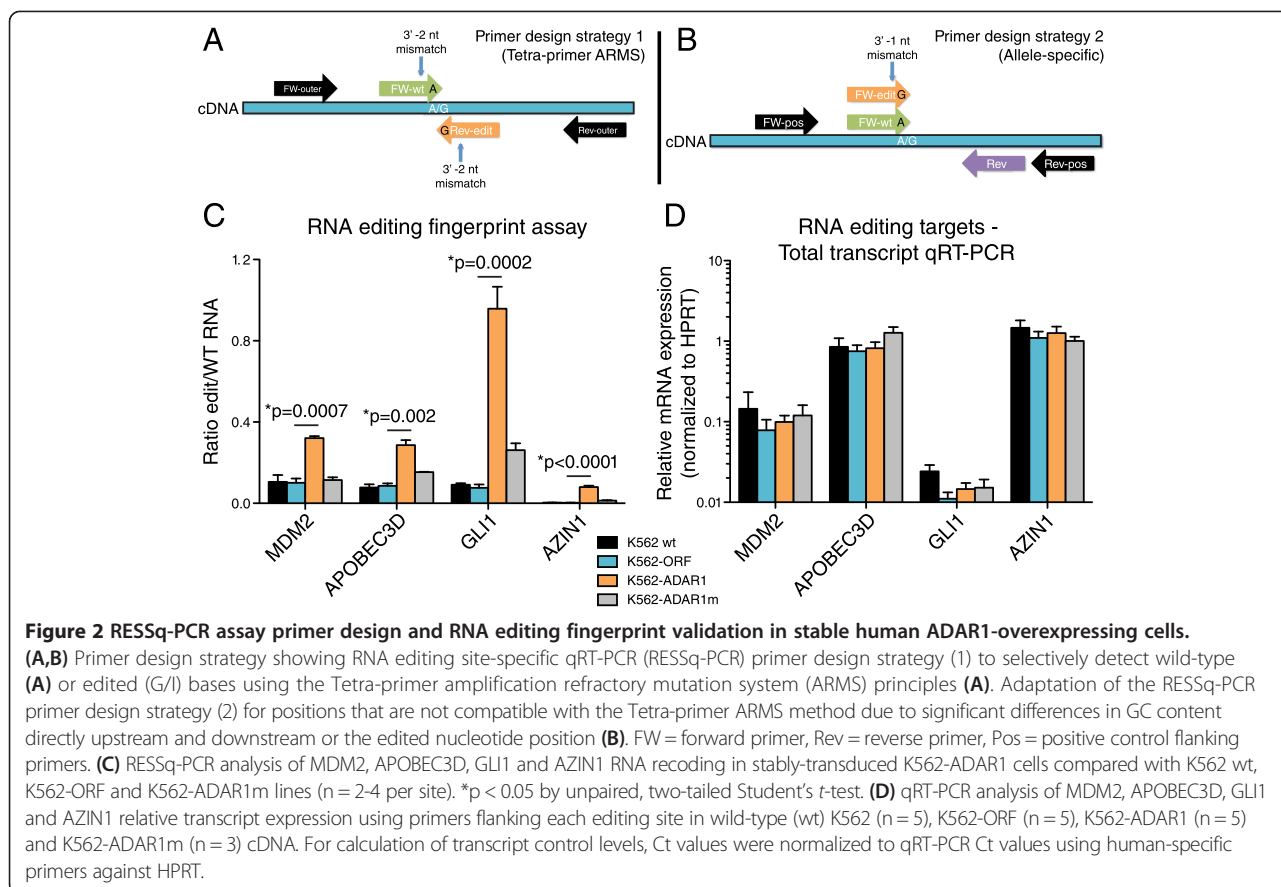 A
3' -2 nt
mismatch
Primer design strategy 1
(Tetra-primer ARMS)
FW-outer
FW-wt
A
cDNA
A/G
G
Rev-edit
Rev-outer
3' -2 nt
mismatch
B
3' -1 nt
mismatch
Primer design strategy 2
(Allele-specific)
FW-edit
G
FW-pos
FW-wt
A
cDNA
A/G
Rev
Rev-pos
C
RNA editing fingerprint assay
Ratio edit/WT RNA
1.2
0.8
0.4
0.0
*p=0.0007
*p=0.002
*p=0.0002
*p<0.0001
MDM2
APOBEC3D
GLI1
AZIN1
D
RNA editing targets -
Total transcript qRT-PCR
Relative mRNA expression
(normalized to HPRT)
10
1
0.1
0.01
MDM2
APOBEC3D
GLI1
AZIN1
K562 wt
K562-ORF
K562-ADAR1
K562-ADAR1m
Figure 2 RESSq-PCR assay primer design and RNA editing fingerprint validation in stable human ADAR1-overexpressing cells.
(A,B) Primer design strategy showing RNA editing site-specific qRT-PCR (RESSq-PCR) primer design strategy (1) to selectively detect wild-type
(A) or edited (G/I) bases using the Tetra-primer amplification refractory mutation system (ARMS) principles (A). Adaptation of the RESSq-PCR
primer design strategy (2) for positions that are not compatible with the Tetra-primer ARMS method due to significant differences in GC content
directly upstream and downstream or the edited nucleotide position (B). FW = forward primer, Rev = reverse primer, Pos = positive control flanking
primers. (C) RESSq-PCR analysis of MDM2, APOBEC3D, GLI1 and AZIN1 RNA recoding in stably-transduced K562-ADAR1 cells compared with K562 wt,
K562-ORF and K562-ADAR1m lines (n = 2-4 per site). *p < 0.05 by unpaired, two-tailed Student's t-test. (D) qRT-PCR analysis of MDM2, APOBEC3D, GLI1
and AZIN1 relative transcript expression using primers flanking each editing site in wild-type (wt) K562 (n = 5), K562-ORF (n = 5), K562-ADAR1 (n = 5)
and K562-ADAR1m (n = 3) cDNA. For calculation of transcript control levels, Ct values were normalized to qRT-PCR Ct values using human-specific
primers against HPRT.